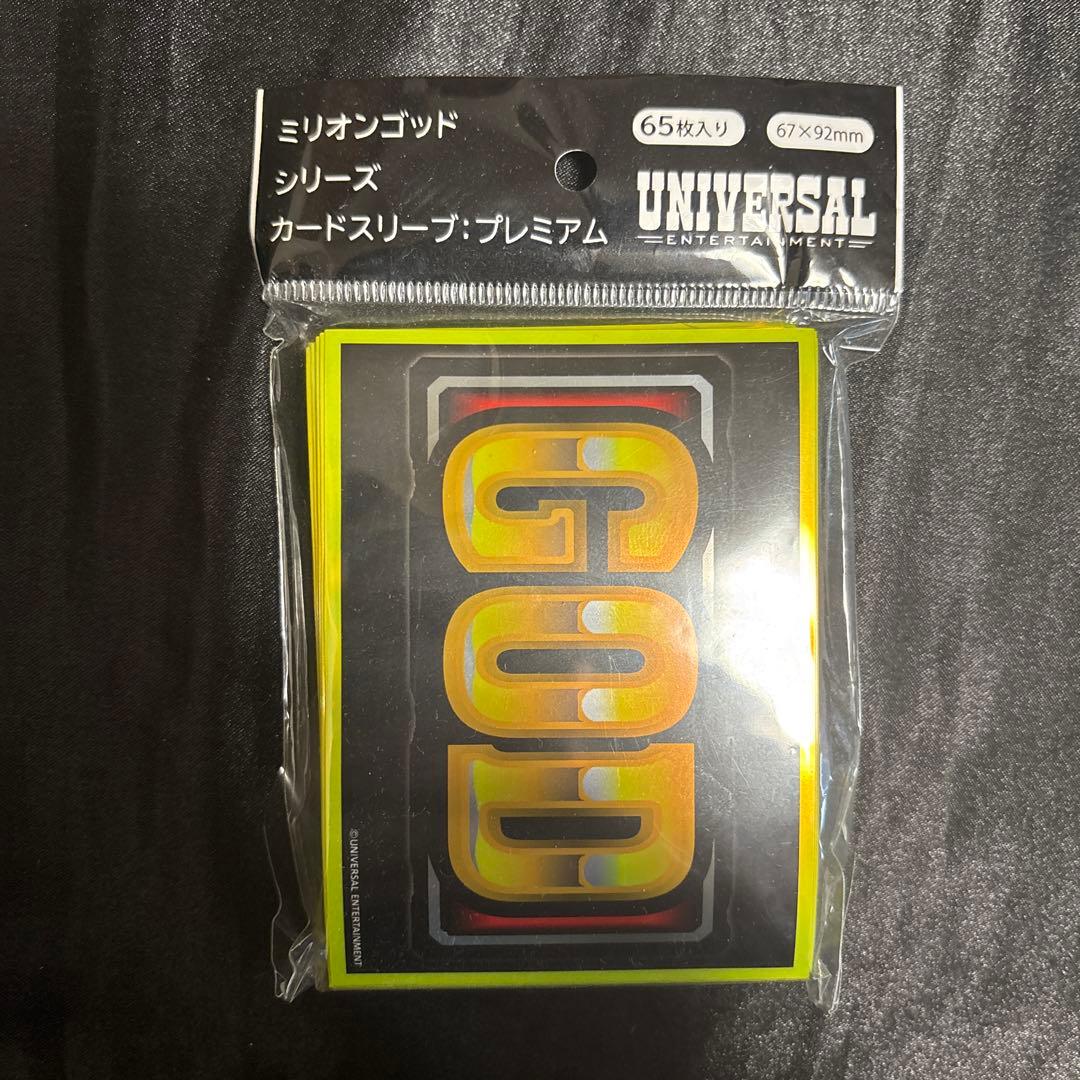 ミリオンゴッド
シリーズ
カードスリーブ:プレミアム
65枚入り
67×92mm
UNIVERSAL
ENTERTAINMENT
GOD
©UNIVERSAL ENTERTAINMENT